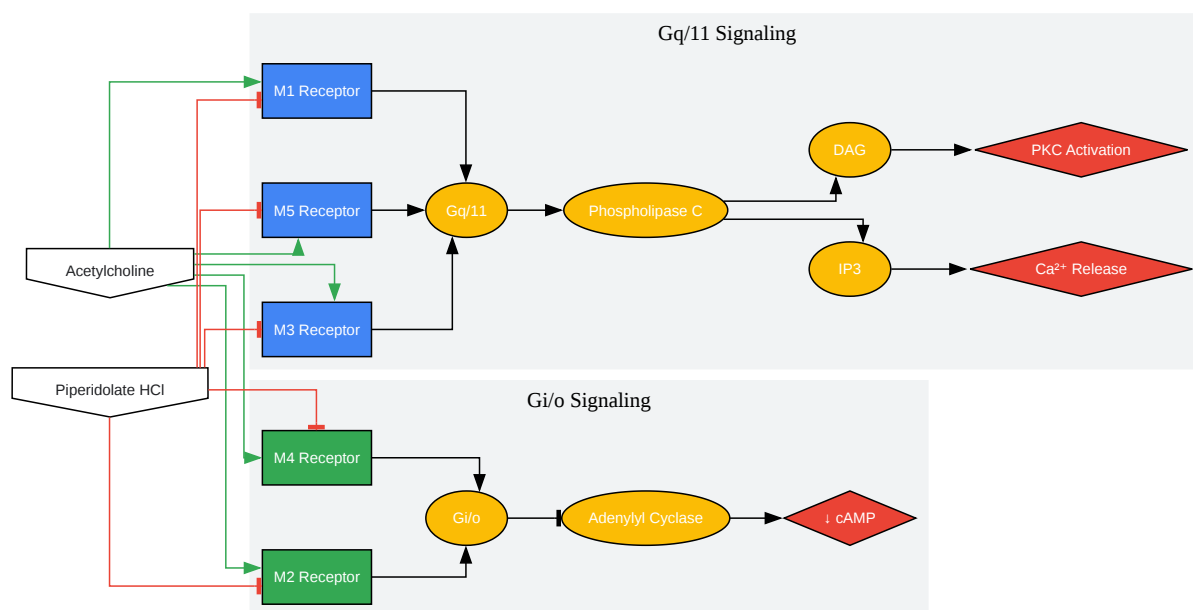 Gq/11 Signaling
M1 Receptor
DAG
PKC Activation
M5 Receptor
Gq/11
Phospholipase C
Acetylcholine
IP3
Ca²⁺ Release
M3 Receptor
Piperidolate HCl
Gi/o Signaling
M4 Receptor
Gi/o
Adenylyl Cyclase
↓ cAMP
M2 Receptor